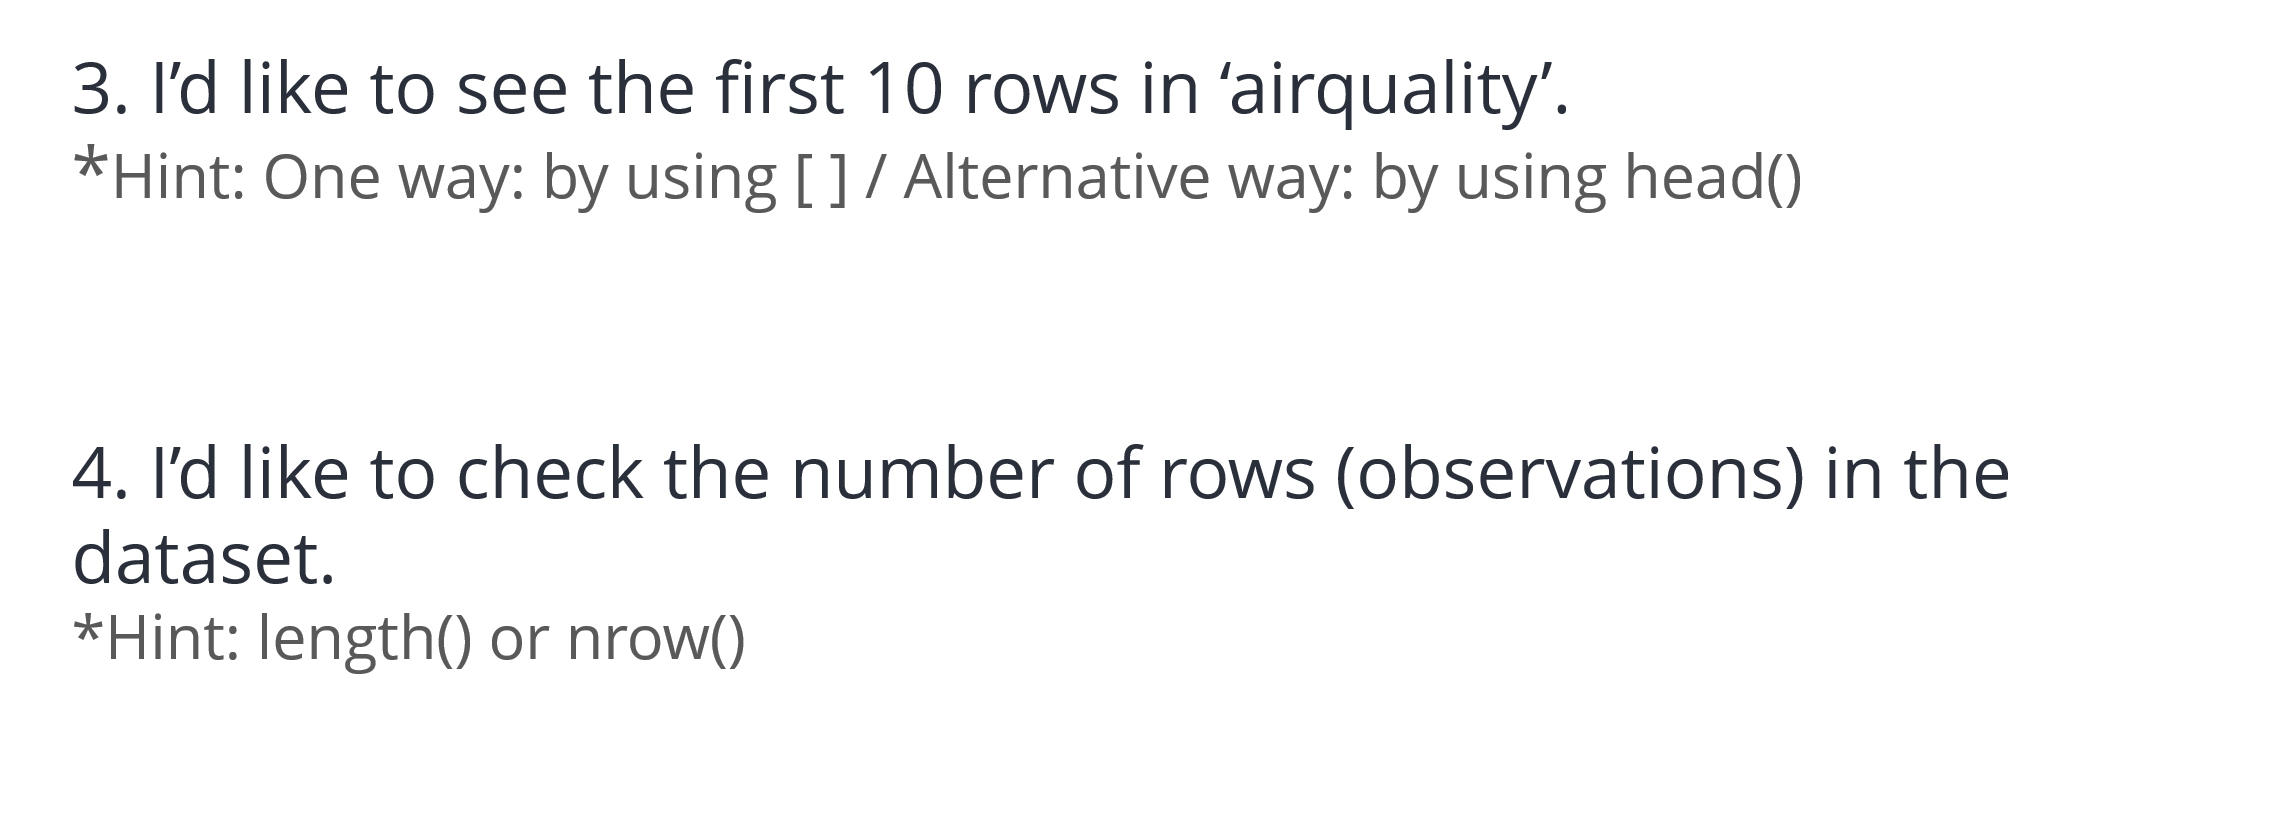 3. I’d like to see the first 10 rows in ‘airquality’.
*Hint: One way: by using [ ] / Alternative way: by using head()
4. I’d like to check the number of rows (observations) in the
dataset.
*Hint: length() or nrow()